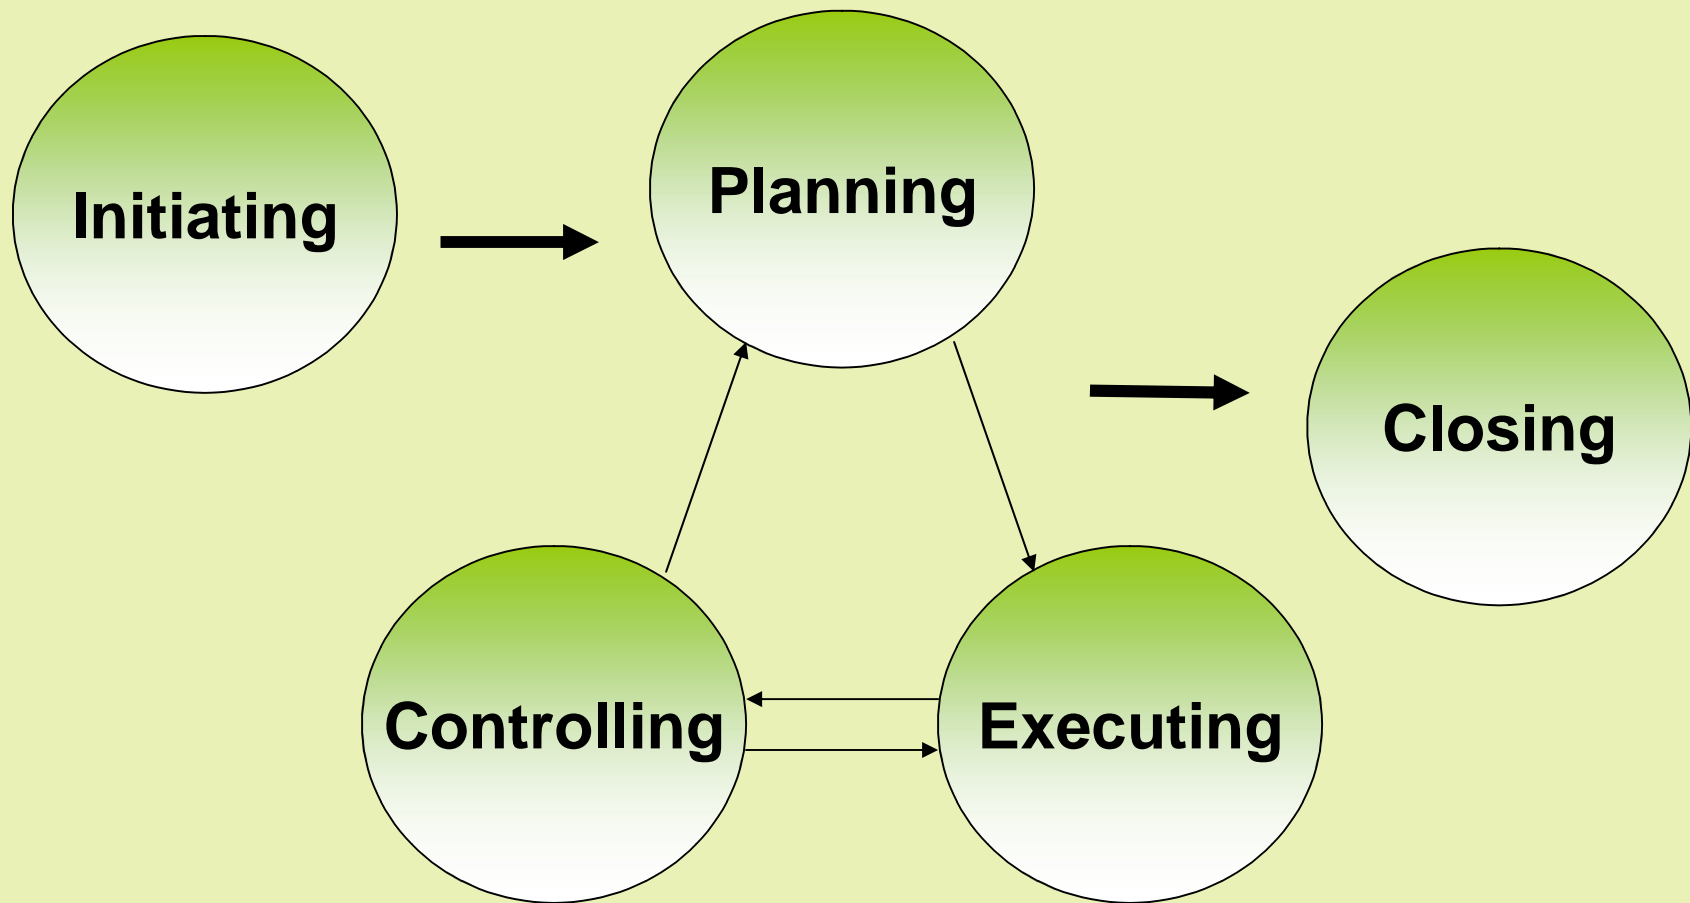 Initiating
Planning
Closing
Controlling
Executing